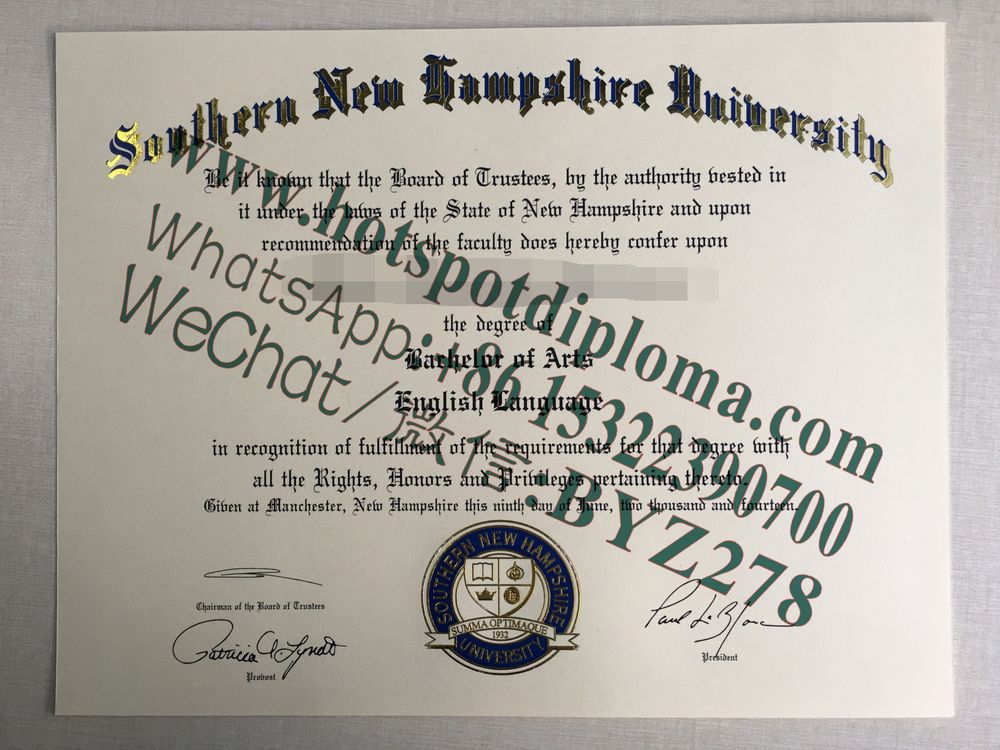 Southern New Hampshire University
Be it known that the Board of Trustees, by the authority vested in
it under the laws of the State of New Hampshire and upon
recommendation of the faculty does hereby confer upon
the degree of
Bachelor of Arts
English Language
in recognition of fulfillment of the requirements for that degree with
all the Rights, Honors and Privileges pertaining thereto.
Given at Manchester, New Hampshire this ninth day of June, two thousand and fourteen.
www.hotspotdiploma.com
WhatsApp:+86 15322390700
WeChat/微信:BYZ278
Chairman of the Board of Trustees
Patricia A Lynott
Provost
SOUTHERN NEW HAMPSHIRE
SUMMA OPTIMAQUE
1932
UNIVERSITY
Paul
President